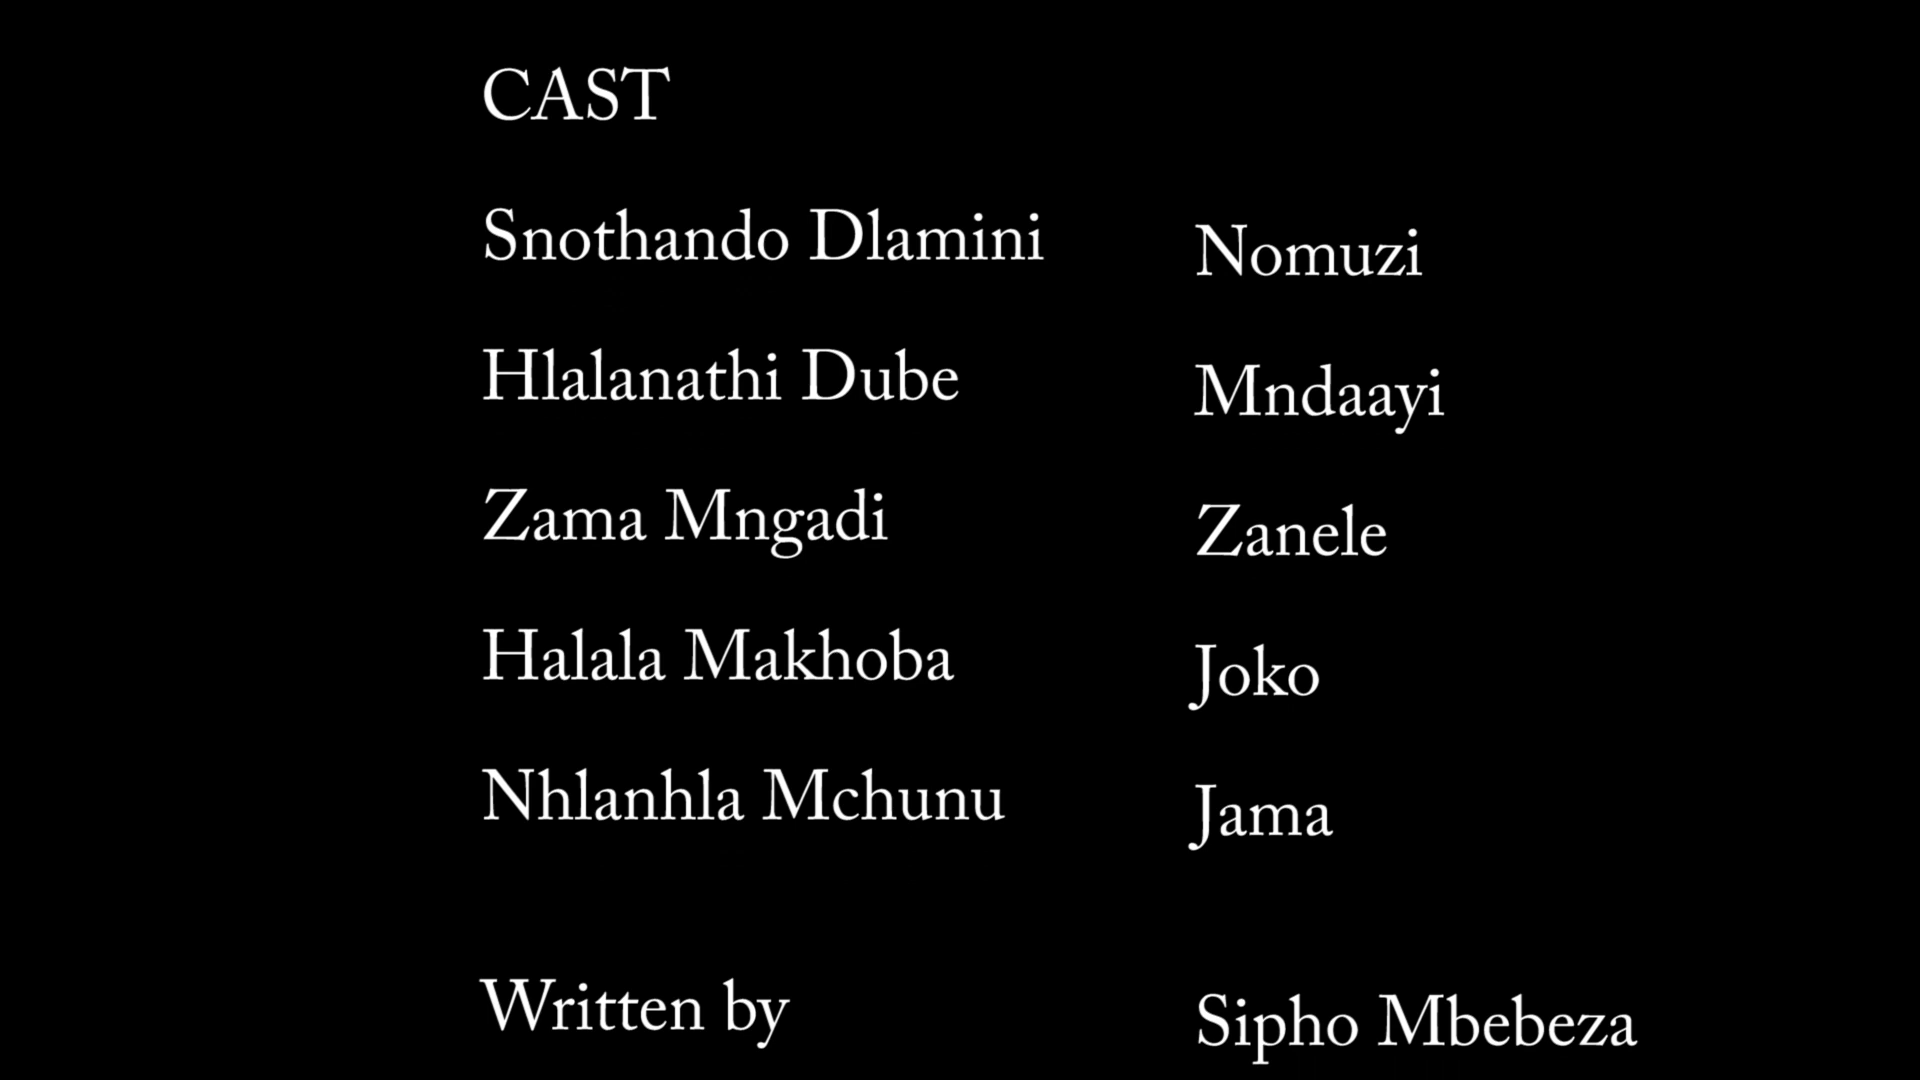 CAST
Snothando Dlamini Nomuzi
Hlalanathi Dube Mndaayi
Zama Mngadi Zanele
Halala Makhoba Joko
Nhlanhla Mchunu Jama
Written by Sipho Mbebeza